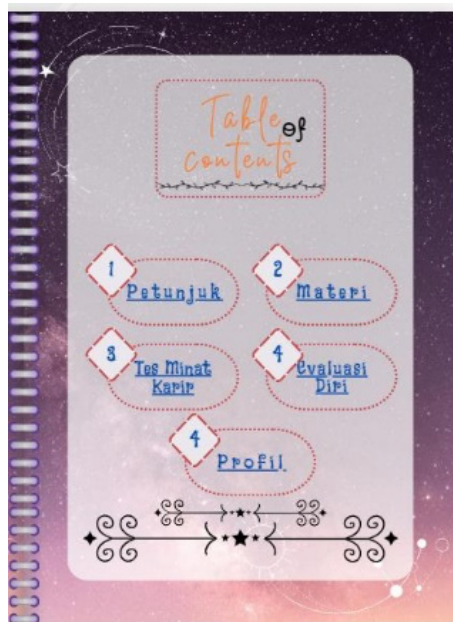 Table of
contents
1
Petunjuk
2
Materi
3
Tes Minat
Karir
4
Evaluasi
Diri
4
Profil